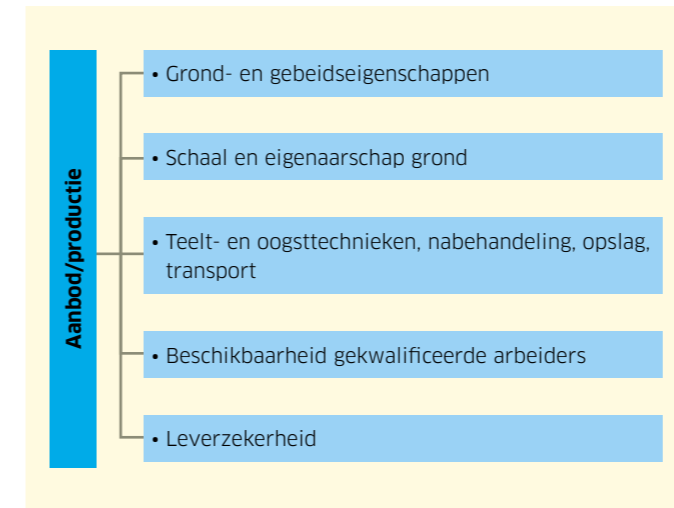 Aanbod/productie
• Grond- en gebeidseigenschappen
• Schaal en eigenaarschap grond
• Teelt- en oogsttechnieken, nabehandeling, opslag,
transport
• Beschikbaarheid gekwalificeerde arbeiders
• Leverzekerheid